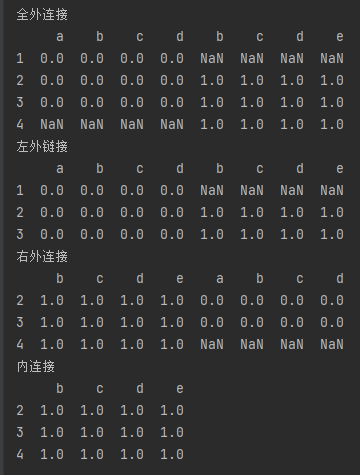 全外连接
a b c d b c d e
1 0.0 0.0 0.0 0.0 NaN NaN NaN NaN
2 0.0 0.0 0.0 0.0 1.0 1.0 1.0 1.0
3 0.0 0.0 0.0 0.0 1.0 1.0 1.0 1.0
4 NaN NaN NaN NaN 1.0 1.0 1.0 1.0
左外链接
a b c d b c d e
1 0.0 0.0 0.0 0.0 NaN NaN NaN NaN
2 0.0 0.0 0.0 0.0 1.0 1.0 1.0 1.0
3 0.0 0.0 0.0 0.0 1.0 1.0 1.0 1.0
右外连接
b c d e a b c d
2 1.0 1.0 1.0 1.0 0.0 0.0 0.0 0.0
3 1.0 1.0 1.0 1.0 0.0 0.0 0.0 0.0
4 1.0 1.0 1.0 1.0 NaN NaN NaN NaN
内连接
b c d e
2 1.0 1.0 1.0 1.0
3 1.0 1.0 1.0 1.0
4 1.0 1.0 1.0 1.0